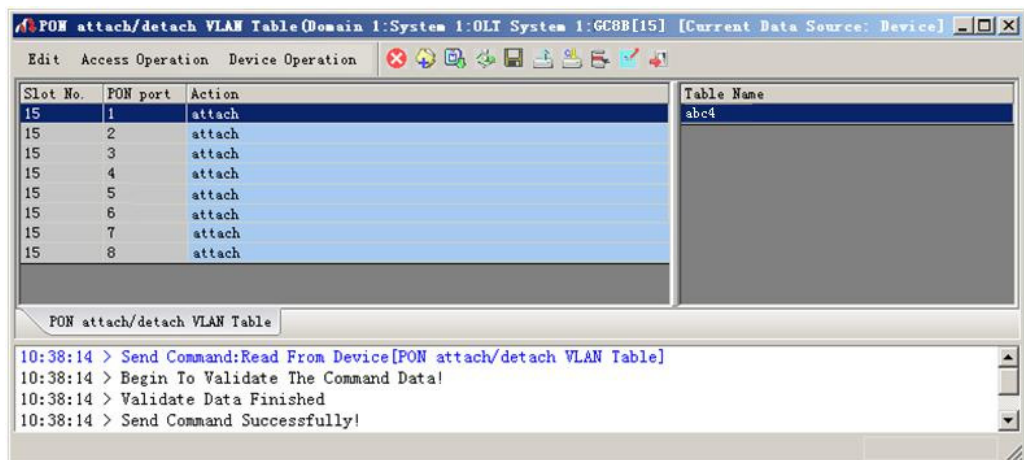 PON attach/detach VLAN Table(Domain 1:System 1:OLT System 1:GC8B[15] [Current Data Source: Device]
Edit Access Operation Device Operation
Slot No. PON port Action Table Name
15 1 attach abc4
15 2 attach
15 3 attach
15 4 attach
15 5 attach
15 6 attach
15 7 attach
15 8 attach
PON attach/detach VLAN Table
10:38:14 > Send Command:Read From Device[PON attach/detach VLAN Table]
10:38:14 > Begin To Validate The Command Data!
10:38:14 > Validate Data Finished
10:38:14 > Send Command Successfully!